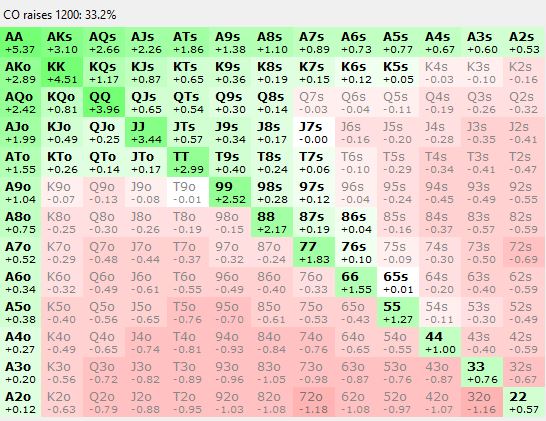 CO raises 1200: 33.2%
AA AKs AQs AJs ATs A9s A8s A7s A6s A5s A4s A3s A2s
+5.37 +3.10 +2.66 +2.26 +1.86 +1.38 +1.10 +0.89 +0.73 +0.77 +0.67 +0.60 +0.53
AKo KK KQs KJs KTs K9s K8s K7s K6s K5s K4s K3s K2s
+2.89 +4.51 +1.17 +0.87 +0.65 +0.36 +0.19 +0.15 +0.12 +0.05 -0.03 -0.10 -0.16
AQo KQo QQ QJs QTs Q9s Q8s Q7s Q6s Q5s Q4s Q3s Q2s
+2.42 +0.81 +3.96 +0.65 +0.54 +0.30 +0.14 -0.03 -0.04 -0.11 -0.19 -0.26 -0.32
AJo KJo QJo JJ JTs J9s J8s J7s J6s J5s J4s J3s J2s
+1.99 +0.49 +0.25 +3.44 +0.57 +0.34 +0.17 -0.00 -0.16 -0.20 -0.28 -0.35 -0.41
ATo KTo QTo JTo TT T9s T8s T7s T6s T5s T4s T3s T2s
+1.55 +0.26 +0.14 +0.17 +2.99 +0.40 +0.24 +0.06 -0.10 -0.29 -0.34 -0.41 -0.47
A9o K9o Q9o J9o T9o 99 98s 97s 96s 95s 94s 93s 92s
+1.04 -0.07 -0.13 -0.08 -0.01 +2.52 +0.28 +0.12 -0.04 -0.24 -0.45 -0.49 -0.55
A8o K8o Q8o J8o T8o 98o 88 87s 86s 85s 84s 83s 82s
+0.75 -0.25 -0.30 -0.26 -0.19 -0.15 +2.17 +0.19 +0.04 -0.16 -0.37 -0.57 -0.59
A7o K7o Q7o J7o T7o 97o 87o 77 76s 75s 74s 73s 72s
+0.52 -0.29 -0.48 -0.44 -0.37 -0.32 -0.24 +1.83 +0.10 -0.09 -0.30 -0.50 -0.69
A6o K6o Q6o J6o T6o 96o 86o 76o 66 65s 64s 63s 62s
+0.34 -0.32 -0.49 -0.61 -0.55 -0.49 -0.40 -0.33 +1.55 +0.01 -0.20 -0.40 -0.59
A5o K5o Q5o J5o T5o 95o 85o 75o 65o 55 54s 53s 52s
+0.38 -0.40 -0.56 -0.65 -0.76 -0.70 -0.61 -0.53 -0.43 +1.27 -0.11 -0.30 -0.49
A4o K4o Q4o J4o T4o 94o 84o 74o 64o 54o 44 43s 42s
+0.27 -0.49 -0.65 -0.74 -0.81 -0.93 -0.84 -0.76 -0.65 -0.55 +1.00 -0.40 -0.59
A3o K3o Q3o J3o T3o 93o 83o 73o 63o 53o 43o 33 32s
+0.20 -0.56 -0.72 -0.82 -0.89 -0.96 -1.05 -0.98 -0.87 -0.76 -0.87 +0.76 -0.67
A2o K2o Q2o J2o T2o 92o 82o 72o 62o 52o 42o 32o 22
+0.12 -0.63 -0.79 -0.88 -0.95 -1.03 -1.08 -1.18 -1.08 -0.97 -1.07 -1.16 +0.57